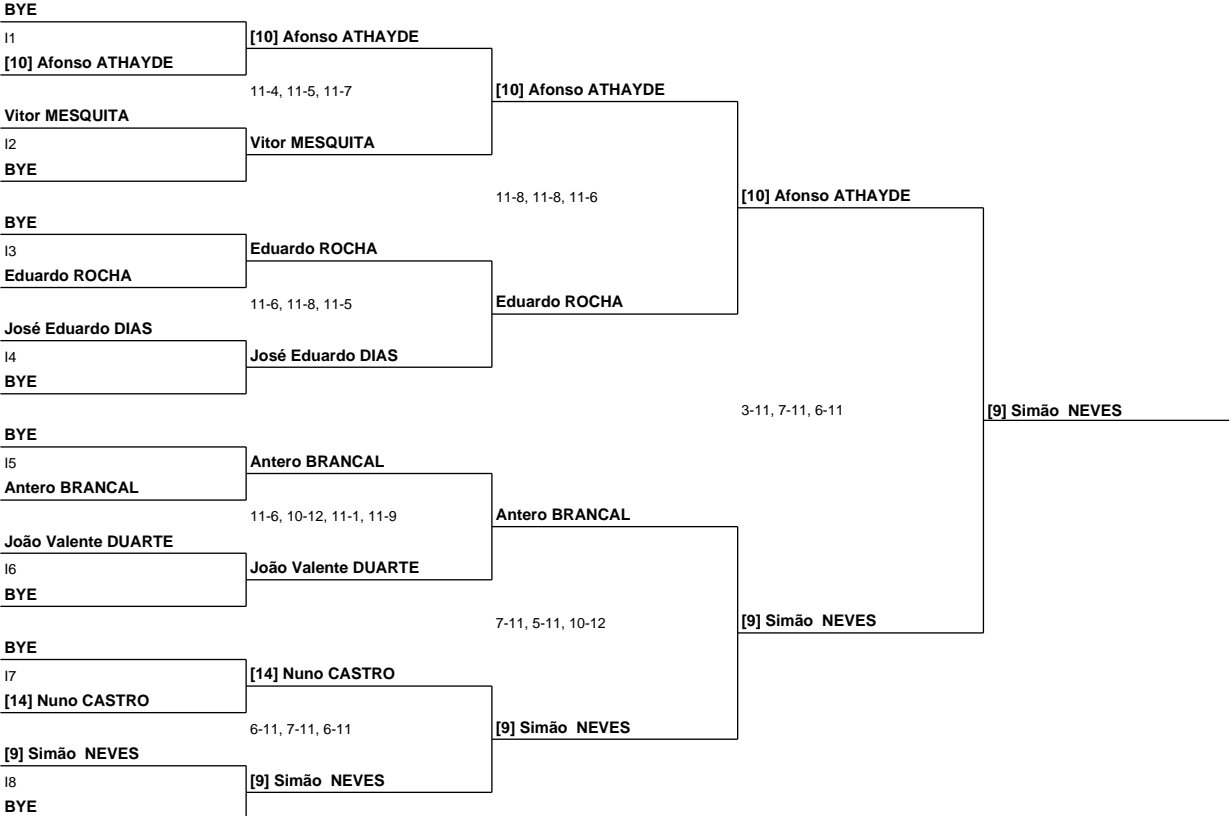 BYE
I1
[10] Afonso ATHAYDE
[10] Afonso ATHAYDE
11-4, 11-5, 11-7
[10] Afonso ATHAYDE
Vitor MESQUITA
I2
Vitor MESQUITA
BYE
11-8, 11-8, 11-6
[10] Afonso ATHAYDE
BYE
I3
Eduardo ROCHA
Eduardo ROCHA
11-6, 11-8, 11-5
Eduardo ROCHA
José Eduardo DIAS
I4
José Eduardo DIAS
BYE
3-11, 7-11, 6-11
[9] Simão  NEVES
BYE
I5
Antero BRANCAL
Antero BRANCAL
11-6, 10-12, 11-1, 11-9
Antero BRANCAL
João Valente DUARTE
I6
João Valente DUARTE
BYE
7-11, 5-11, 10-12
[9] Simão  NEVES
BYE
I7
[14] Nuno CASTRO
[14] Nuno CASTRO
6-11, 7-11, 6-11
[9] Simão  NEVES
[9] Simão  NEVES
I8
[9] Simão  NEVES
BYE